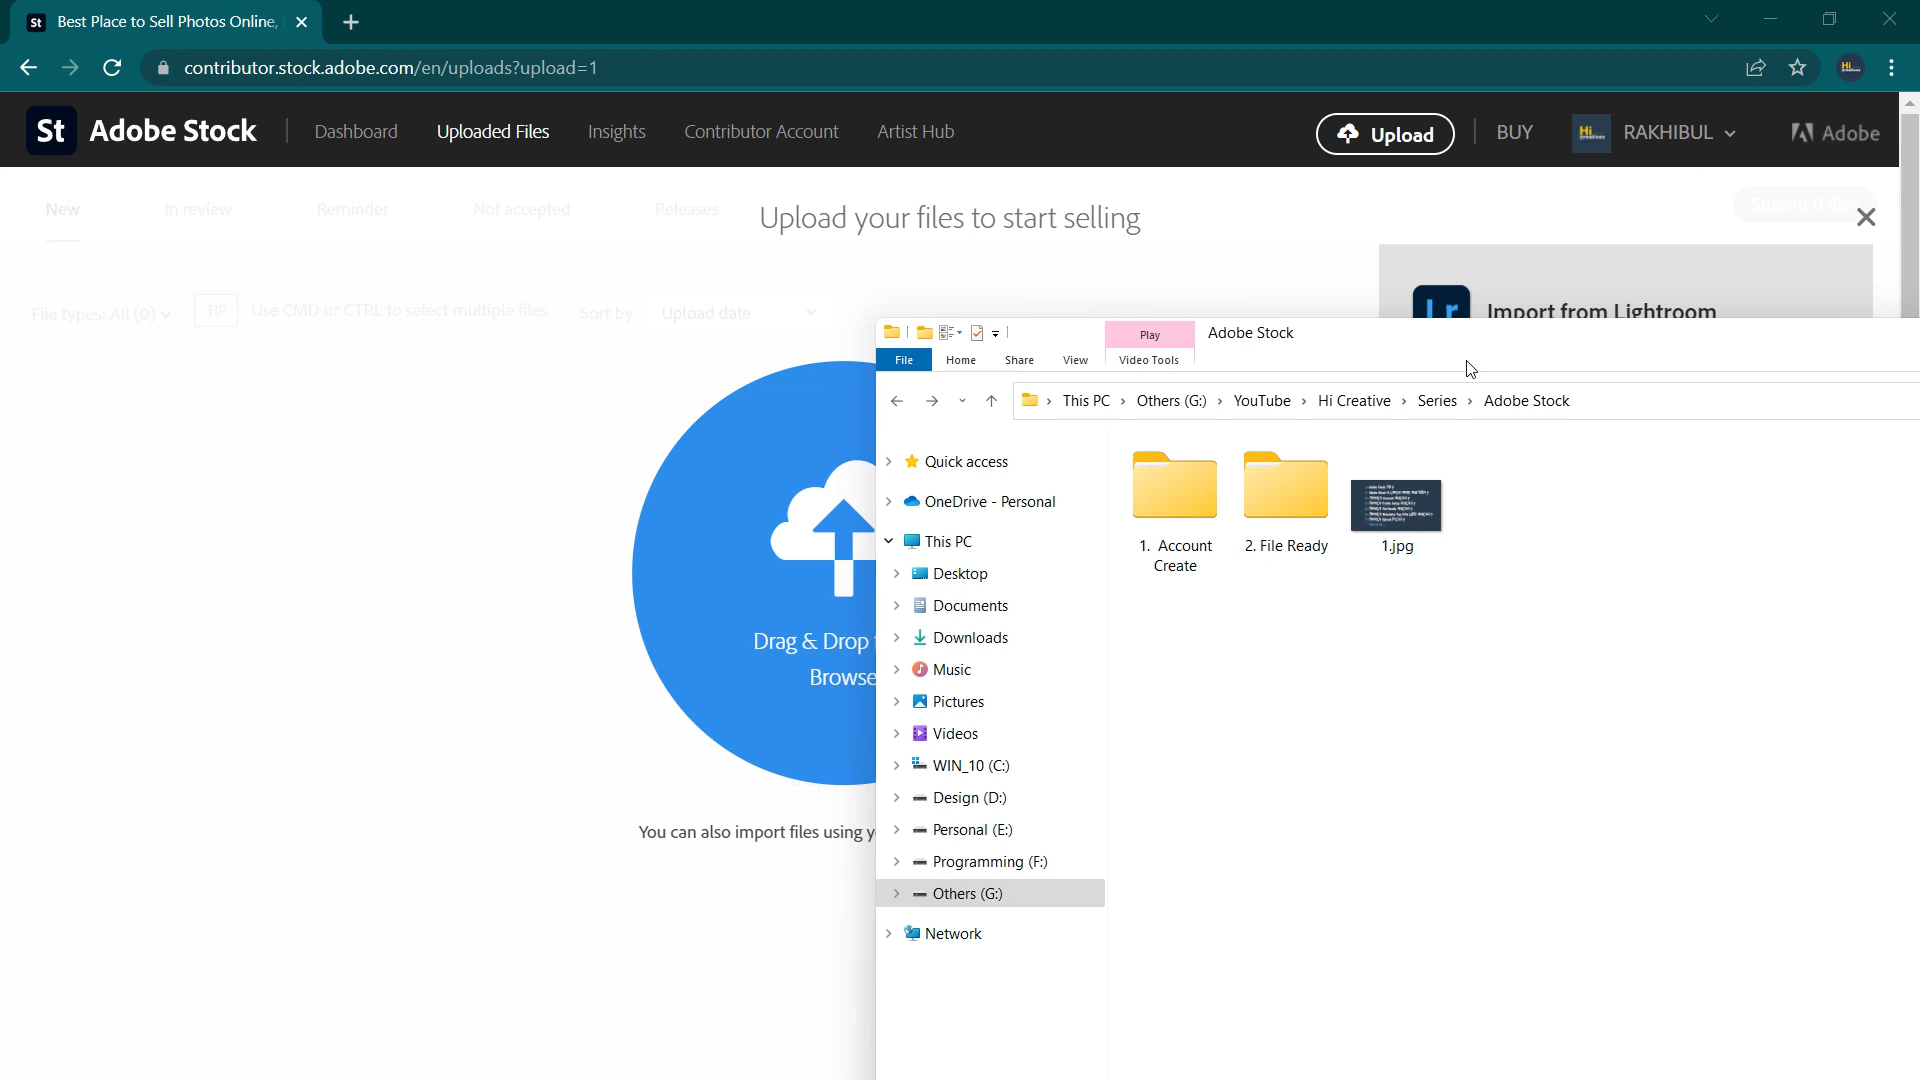 St Best Place to Sell Photos Online,
contributor.stock.adobe.com/en/uploads?upload=1
Hi
St Adobe Stock Dashboard Uploaded Files Insights Contributor Account Artist Hub Upload BUY Hi RAKHIBUL Adobe
New In review Reminder Not accepted Releases Submit 0
Upload your files to start selling
File types: All (0) TIP Use CMD or CTRL to select multiple files Sort by Upload date
Lr Import from Lightroom
Play Adobe Stock
File Home Share View Video Tools
This PC Others (G:) YouTube Hi Creative Series Adobe Stock
Quick access
OneDrive - Personal
This PC
Desktop
Documents
Downloads
Music
Pictures
Videos
WIN_10 (C:)
Design (D:)
Personal (E:)
Programming (F:)
Others (G:)
Network
1. Account
Create
2. File Ready
1.jpg
Drag & Drop
Browse
You can also import files using